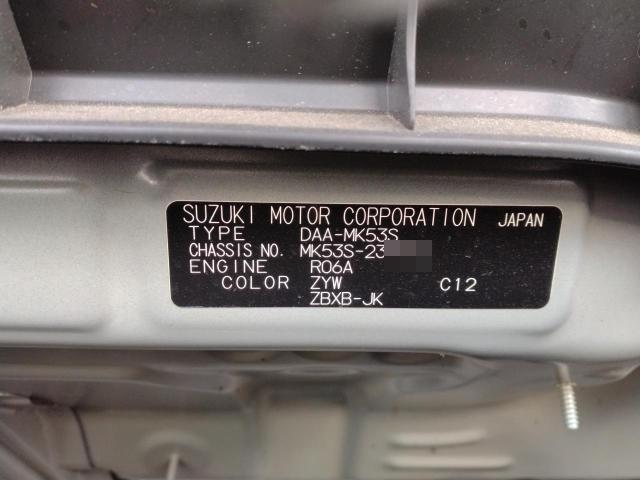 SUZUKI MOTOR CORPORATION JAPAN
TYPE DAA-MK53S
CHASSIS NO. MK53S-23
ENGINE R06A
COLOR ZYW C12
ZBXB-JK